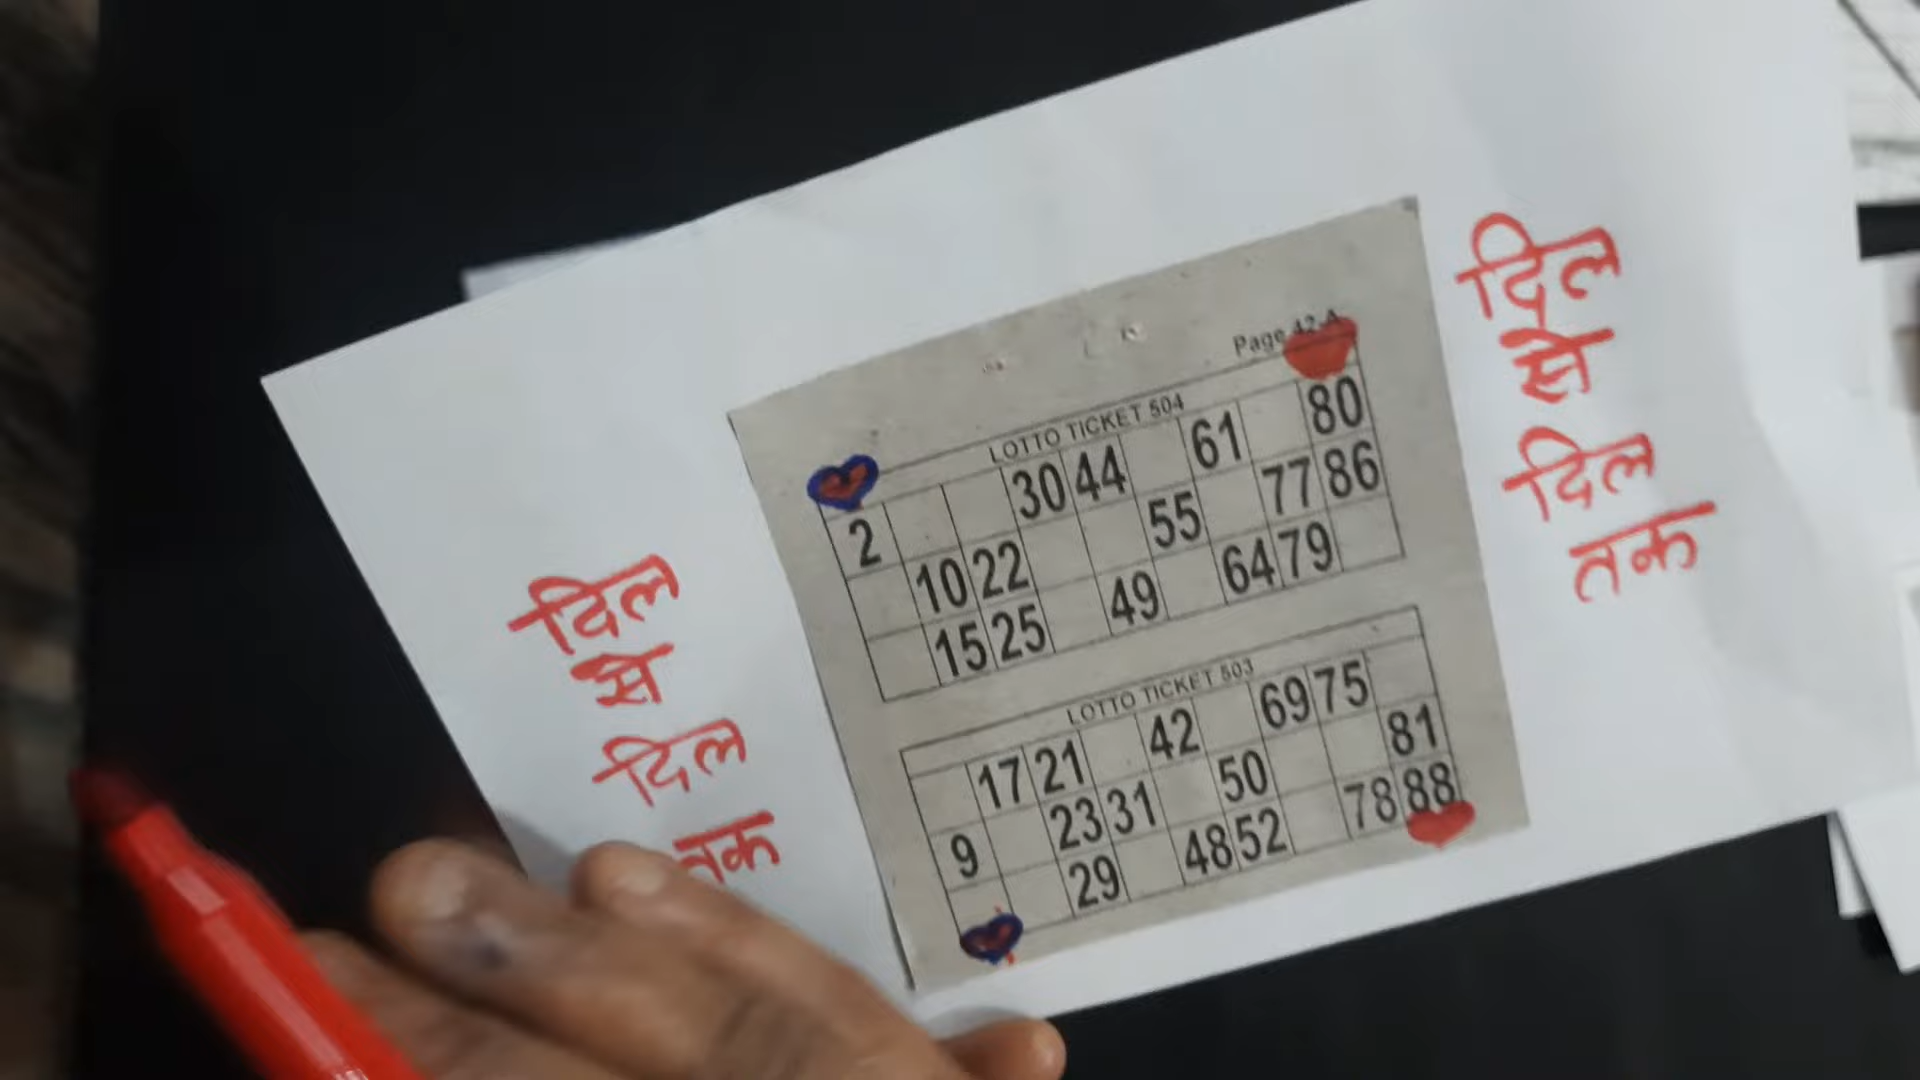 दिल
से
दिल
तक
Page 42-A
LOTTO TICKET 504
2 30 44 61 80
10 22 55 77 86
15 25 49 64 79
LOTTO TICKET 503
17 21 42 69 75
9 23 31 50 81
29 48 52 78 88
दिल
से
दिल
तक